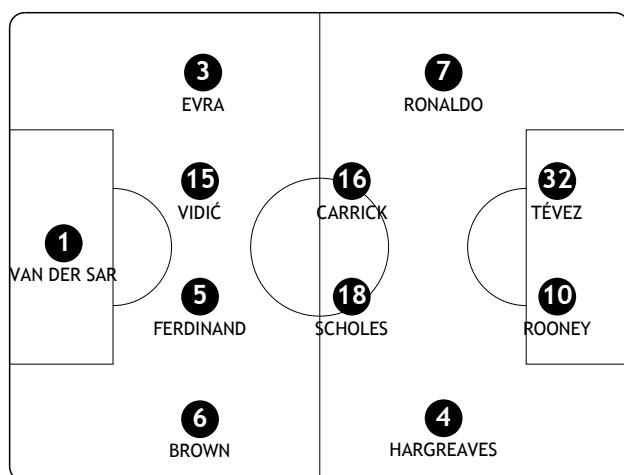 3
EVRA
7
RONALDO
15
VIDIĆ
16
CARRICK
32
TÉVEZ
1
VAN DER SAR
5
FERDINAND
18
SCHOLES
10
ROONEY
6
BROWN
4
HARGREAVES